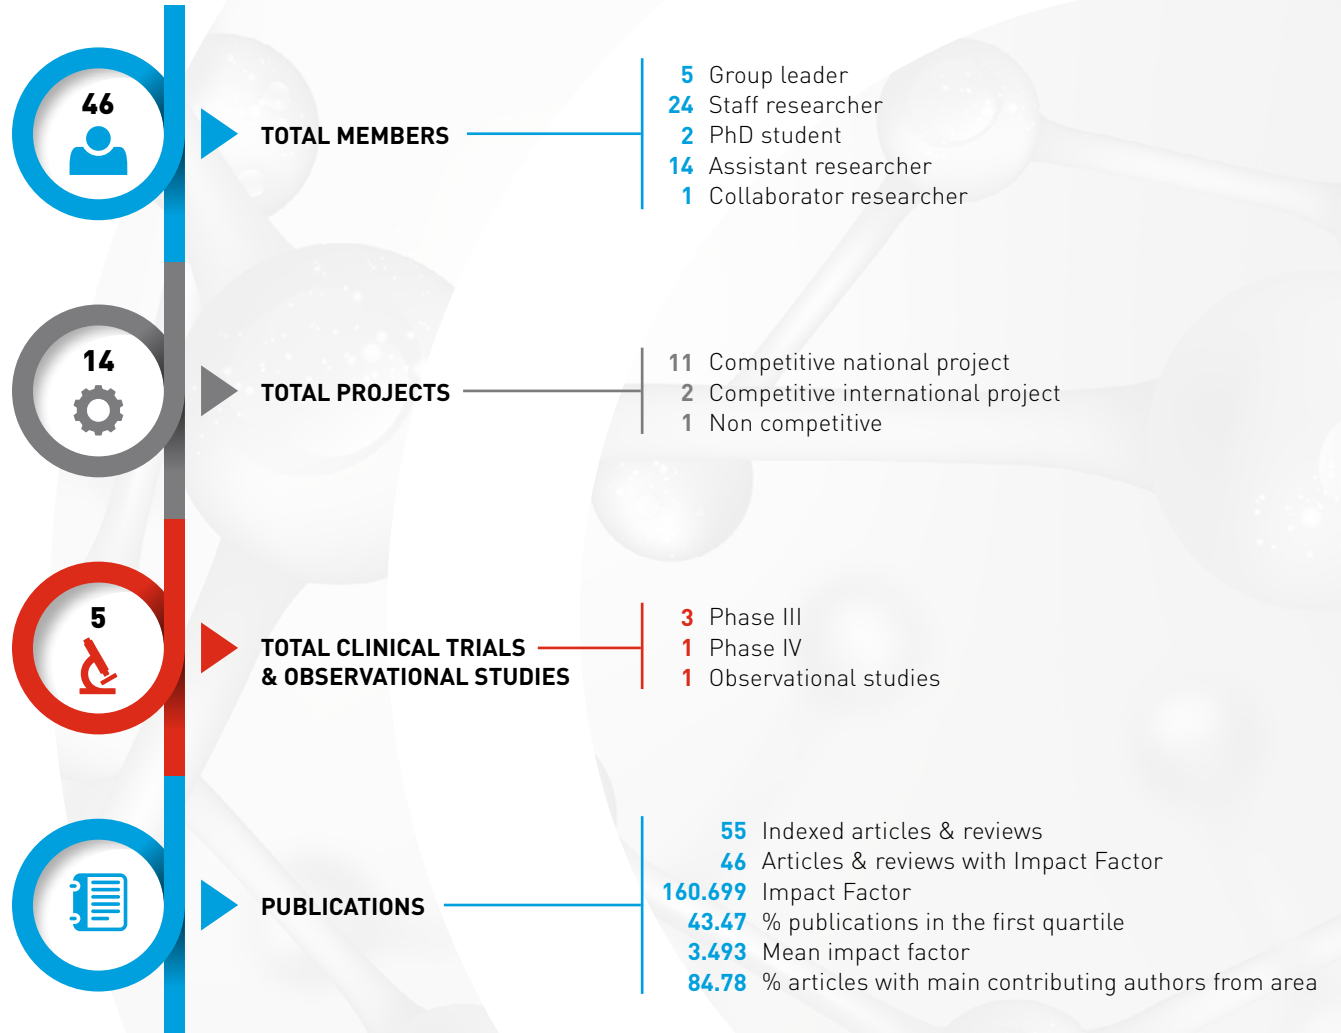 46
TOTAL MEMBERS
5 Group leader
24 Staff researcher
2 PhD student
14 Assistant researcher
1 Collaborator researcher
14
TOTAL PROJECTS
11 Competitive national project
2 Competitive international project
1 Non competitive
5
TOTAL CLINICAL TRIALS
& OBSERVATIONAL STUDIES
3 Phase III
1 Phase IV
1 Observational studies
PUBLICATIONS
55 Indexed articles & reviews
46 Articles & reviews with Impact Factor
160.699 Impact Factor
43.47 % publications in the first quartile
3.493 Mean impact factor
84.78 % articles with main contributing authors from area